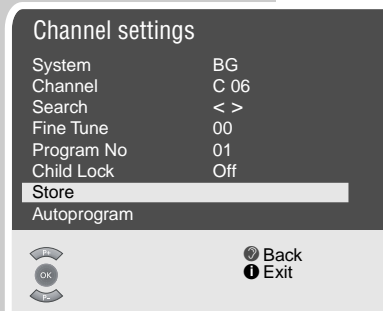 Channel settings
System BG
Channel C 06
Search < >
Fine Tune 00
Program No 01
Child Lock Off
Store
Autoprogram
P+
OK
P-
Back
i Exit